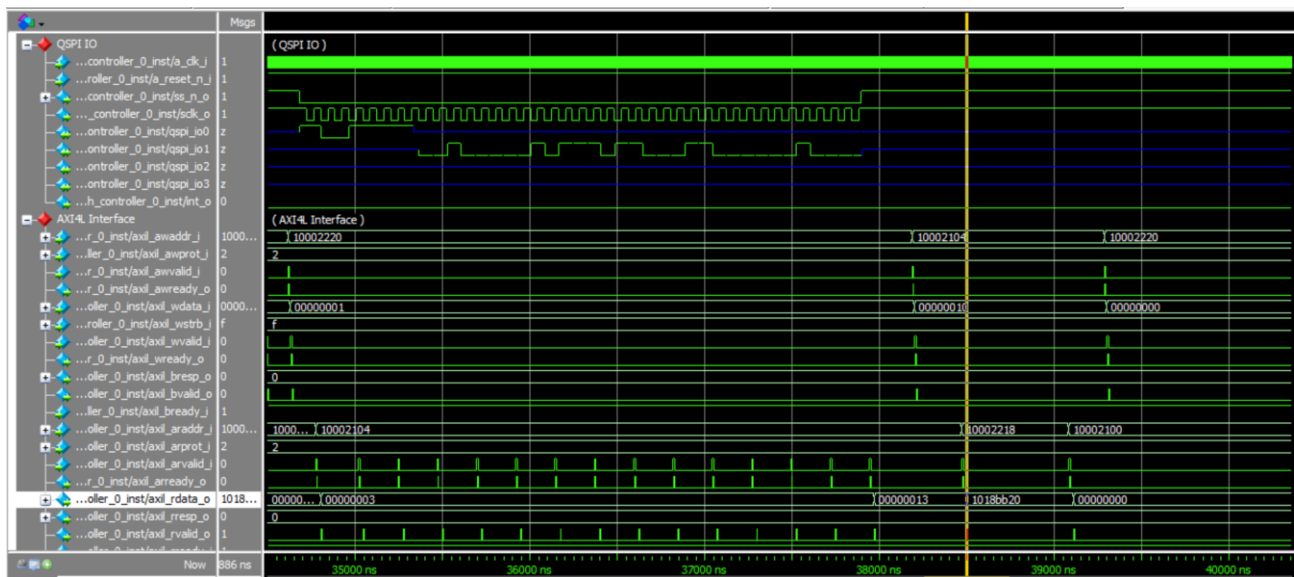 Msgs
QSPI IO (QSPI IO)
...controller_0_inst/a_clk_i 1
...roller_0_inst/a_reset_n_i 1
...controller_0_inst/ss_n_o 1
..._controller_0_inst/sclk_o 1
...ontroller_0_inst/qspi_io0 z
...ontroller_0_inst/qspi_io1 z
...ontroller_0_inst/qspi_io2 z
...ontroller_0_inst/qspi_io3 z
...h_controller_0_inst/int_o 0
AXI4L Interface (AXI4L Interface)
...r_0_inst/axil_awaddr_i 1000... 10002220 10002104 10002220
...ller_0_inst/axil_awprot_i 2 2
...r_0_inst/axil_awvalid_i 0
...r_0_inst/axil_awready_o 0
...oller_0_inst/axil_wdata_i 0000... 00000001 00000010 00000000
...roller_0_inst/axil_wstrb_i f f
...oller_0_inst/axil_wvalid_i 0
...r_0_inst/axil_wready_o 0
...oller_0_inst/axil_bresp_o 0 0
...oller_0_inst/axil_bvalid_o 0
...ller_0_inst/axil_bready_i 1
...oller_0_inst/axil_araddr_i 1000... 1000... 10002104 10002218 10002100
...oller_0_inst/axil_arprot_i 2 2
...oller_0_inst/axil_arvalid_i 0
...r_0_inst/axil_arready_o 0
...oller_0_inst/axil_rdata_o 1018... 00000... 00000003 00000013 1018bb20 00000000
...oller_0_inst/axil_rresp_o 0 0
...oller_0_inst/axil_rvalid_o 1
Now 886 ns 35000 ns 36000 ns 37000 ns 38000 ns 39000 ns 40000 ns